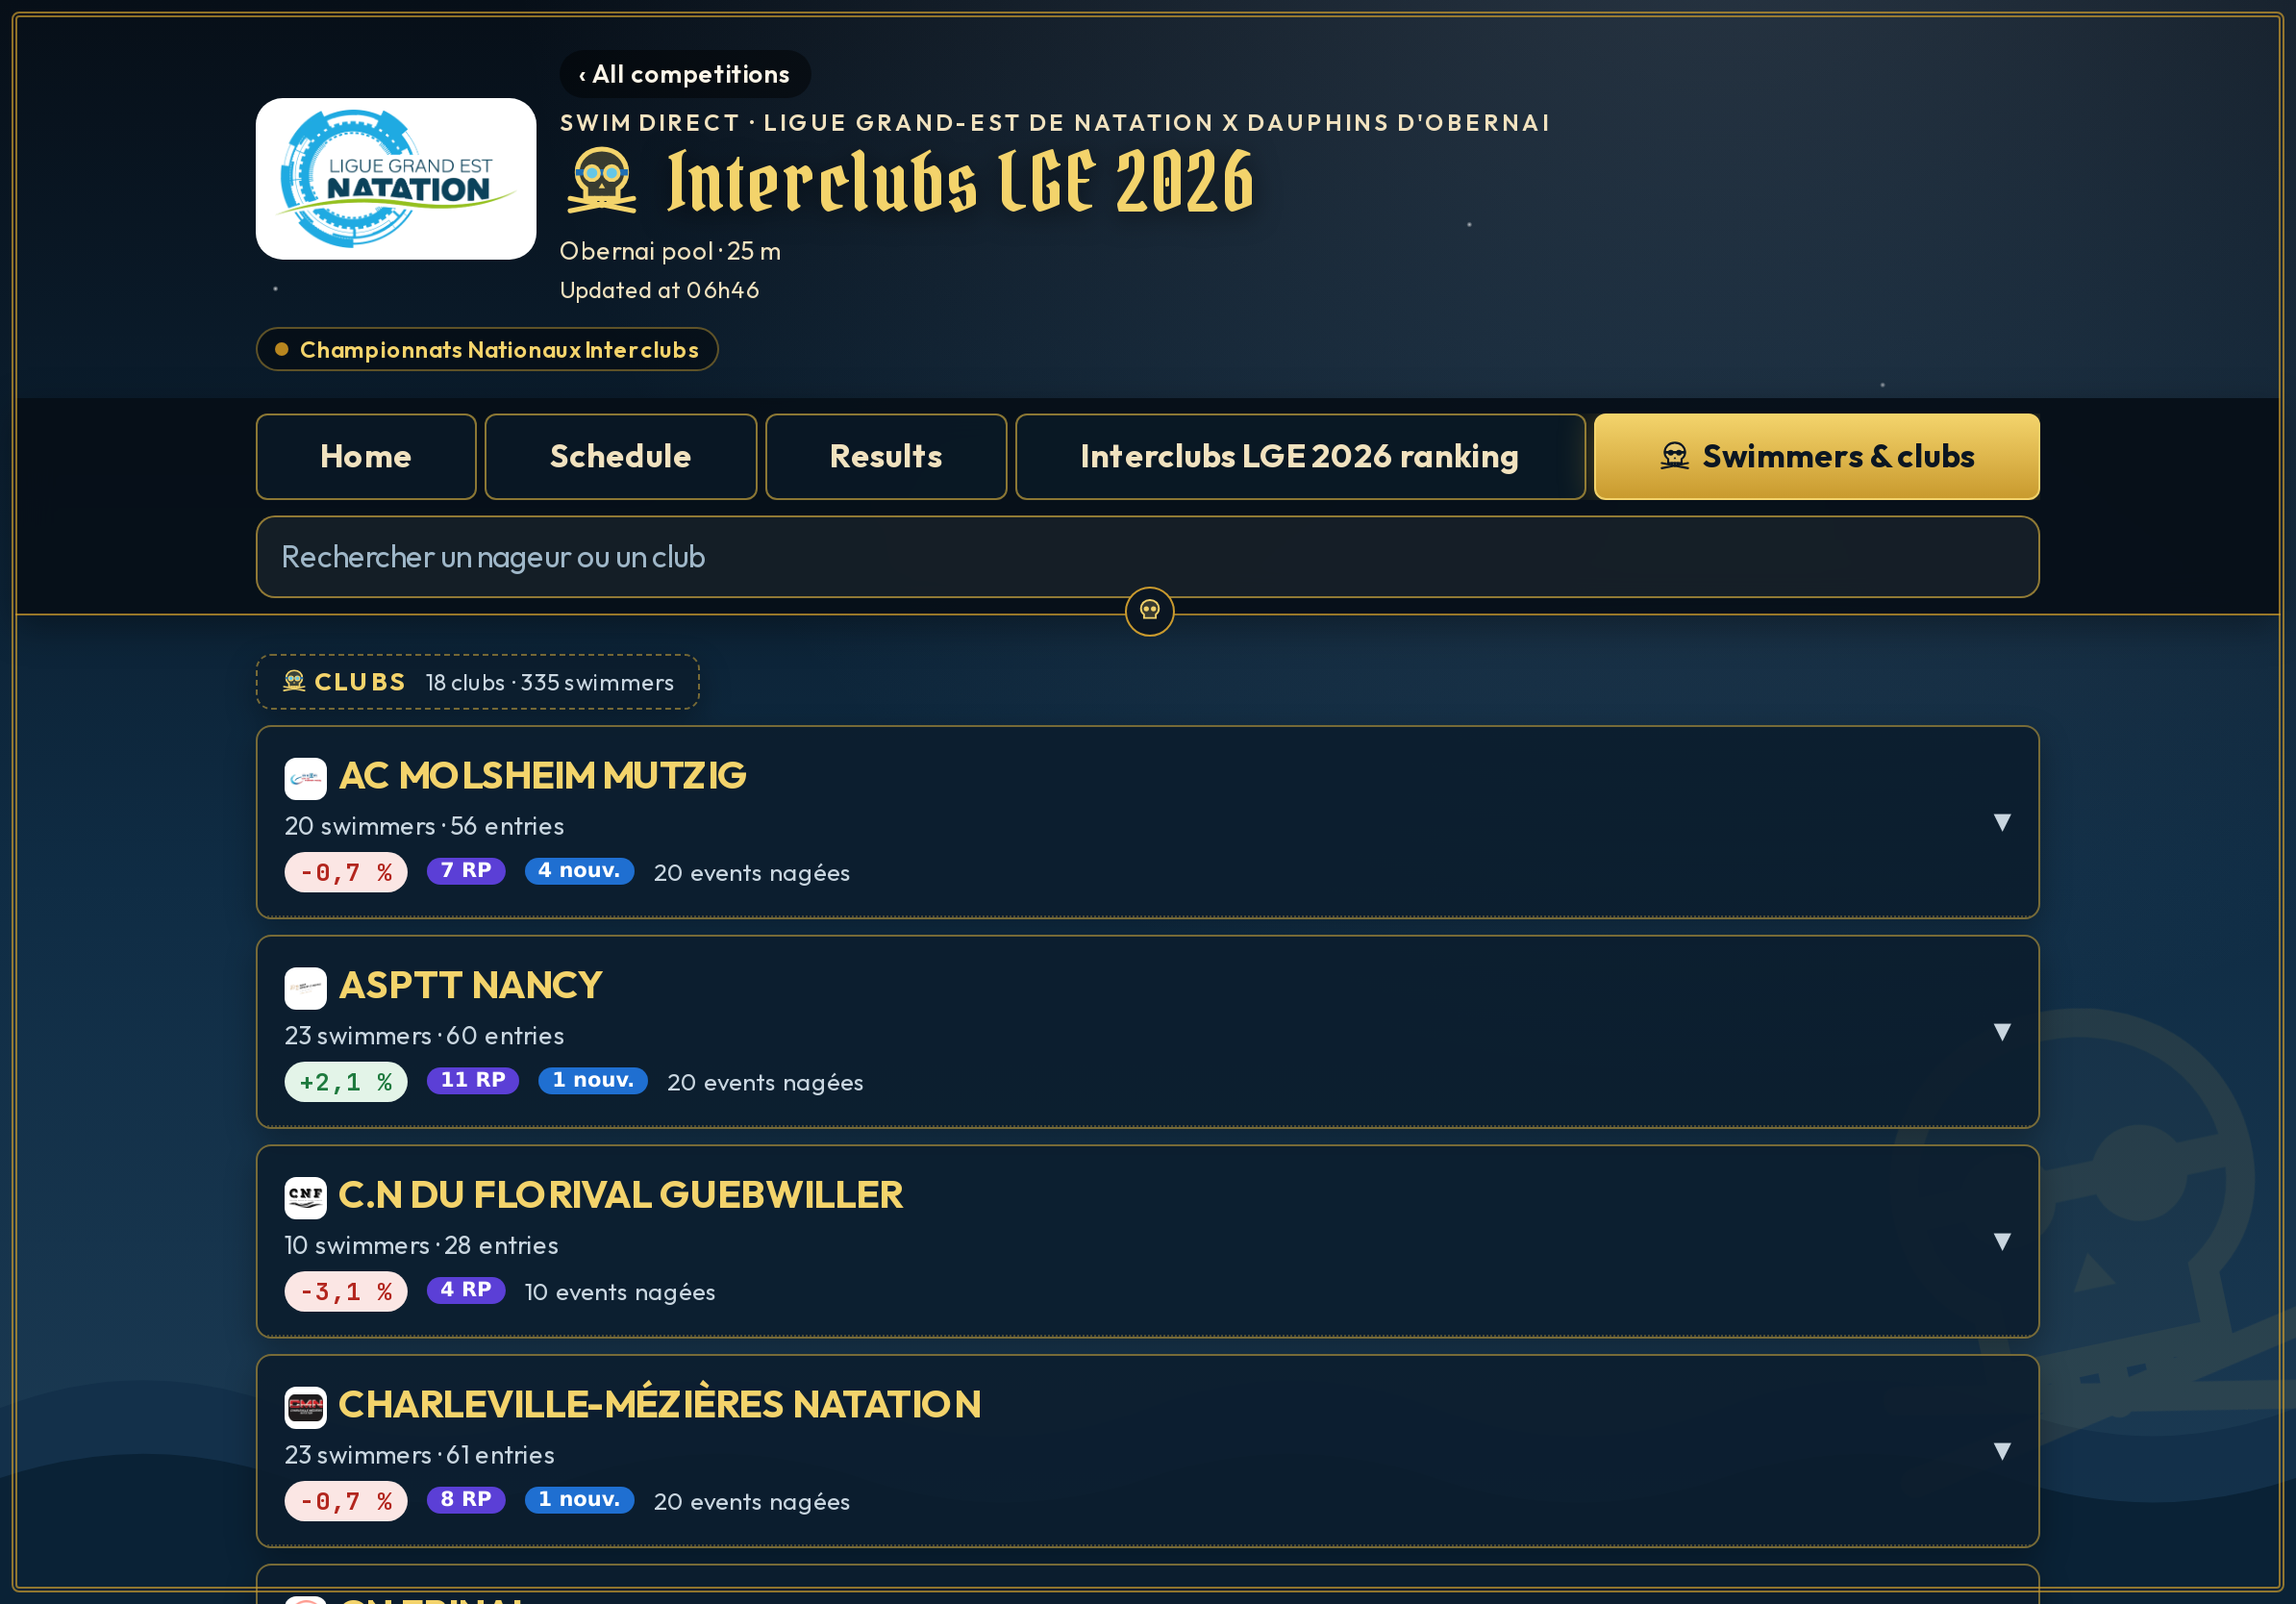 ‹ All competitions
SWIM DIRECT · LIGUE GRAND-EST DE NATATION X DAUPHINS D'OBERNAI
LIGUE GRAND EST
NATATION
Interclubs LGE 2026
Obernai pool · 25 m
Updated at 06h46
Championnats Nationaux Interclubs
Home
Schedule
Results
Interclubs LGE 2026 ranking
Swimmers & clubs
Rechercher un nageur ou un club
CLUBS 18 clubs · 335 swimmers
AC MOLSHEIM MUTZIG
20 swimmers · 56 entries
▼
-0,7 % 7 RP 4 nouv. 20 events nagées
ASPTT NANCY
23 swimmers · 60 entries
▼
+2,1 % 11 RP 1 nouv. 20 events nagées
CNF C.N DU FLORIVAL GUEBWILLER
10 swimmers · 28 entries
▼
-3,1 % 4 RP 10 events nagées
CMN CHARLEVILLE-MÉZIÈRES NATATION
23 swimmers · 61 entries
▼
-0,7 % 8 RP 1 nouv. 20 events nagées